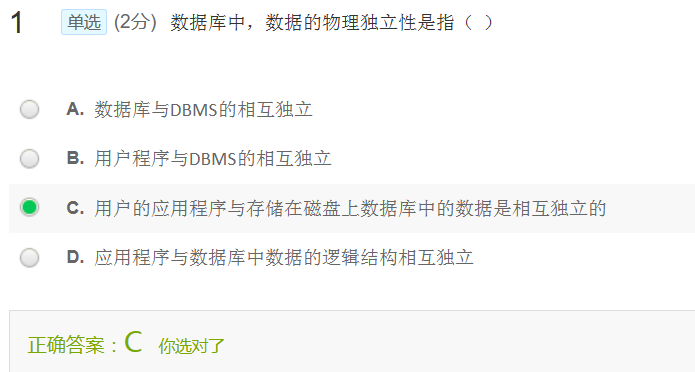 1 单选 (2分) 数据库中，数据的物理独立性是指（ ）
A. 数据库与DBMS的相互独立
B. 用户程序与DBMS的相互独立
C. 用户的应用程序与存储在磁盘上数据库中的数据是相互独立的
D. 应用程序与数据库中数据的逻辑结构相互独立
正确答案：C 你选对了